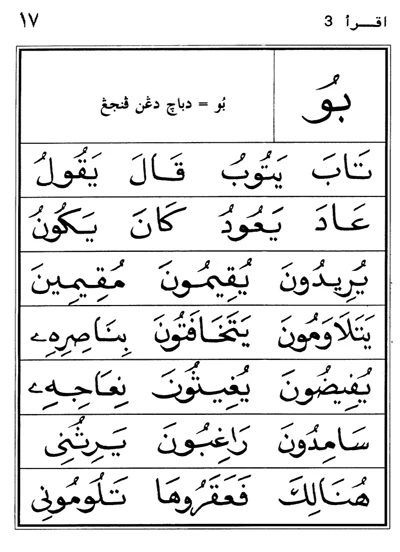 اقرأ 3 ١٧
بُو
بُو = دباچ دڠن ڤنجڠ
تَابَ يَتُوبُ قَالَ يَقُولُ
عَادَ يَعُودُ كَانَ يَكُونُ
يُرِيدُونَ يُقِيمُونَ مُقِيمِينَ
يَتَلَاوَمُونَ يَتَخَافَتُونَ بِنَاصِرِهِے
يُفِيضُونَ يُغِيثُونَ نِعَاجِهِے
سَامِدُونَ رَاغِبُونَ يَرِثُنِى
هُنَالِكَ فَعَقَرُوهَا تَلُومُونِى